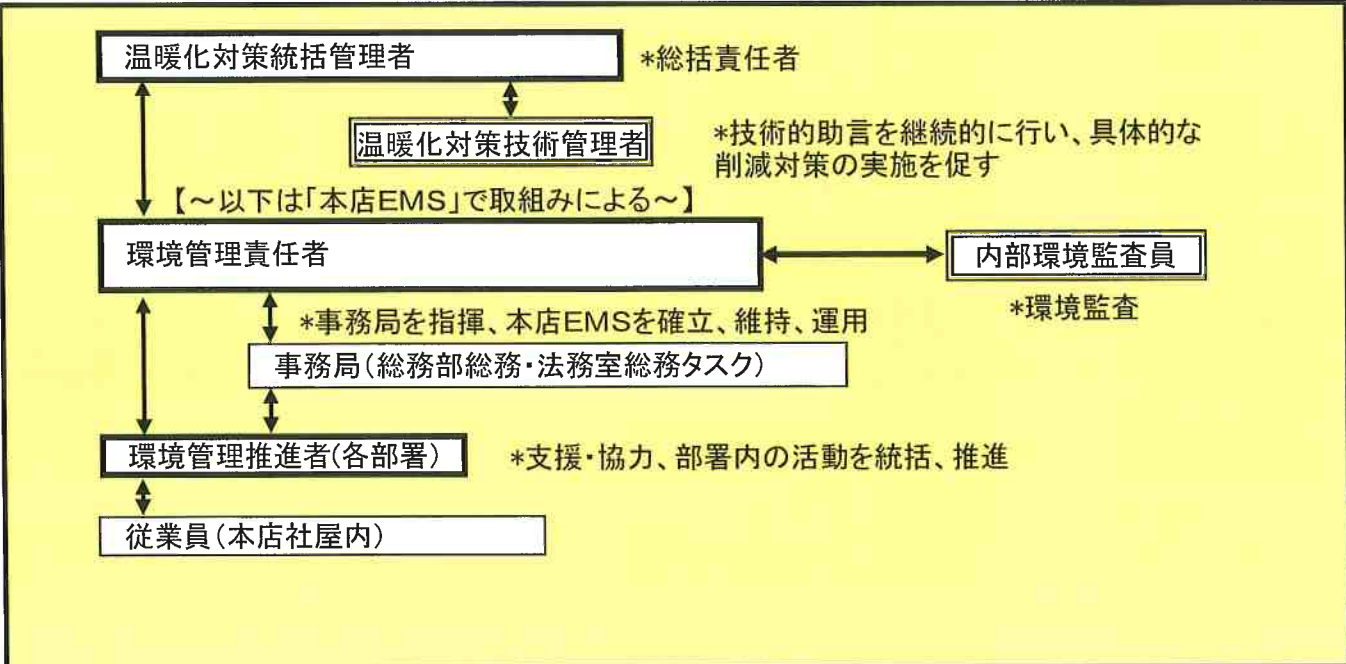 温暖化対策統括管理者
*総括責任者
温暖化対策技術管理者
*技術的助言を継続的に行い、具体的な
削減対策の実施を促す
【～以下は「本店EMS」で取組みによる～】
環境管理責任者
内部環境監査員
*環境監査
*事務局を指揮、本店EMSを確立、維持、運用
事務局(総務部総務・法務室総務タスク)
環境管理推進者(各部署)
*支援・協力、部署内の活動を統括、推進
従業員(本店社屋内)